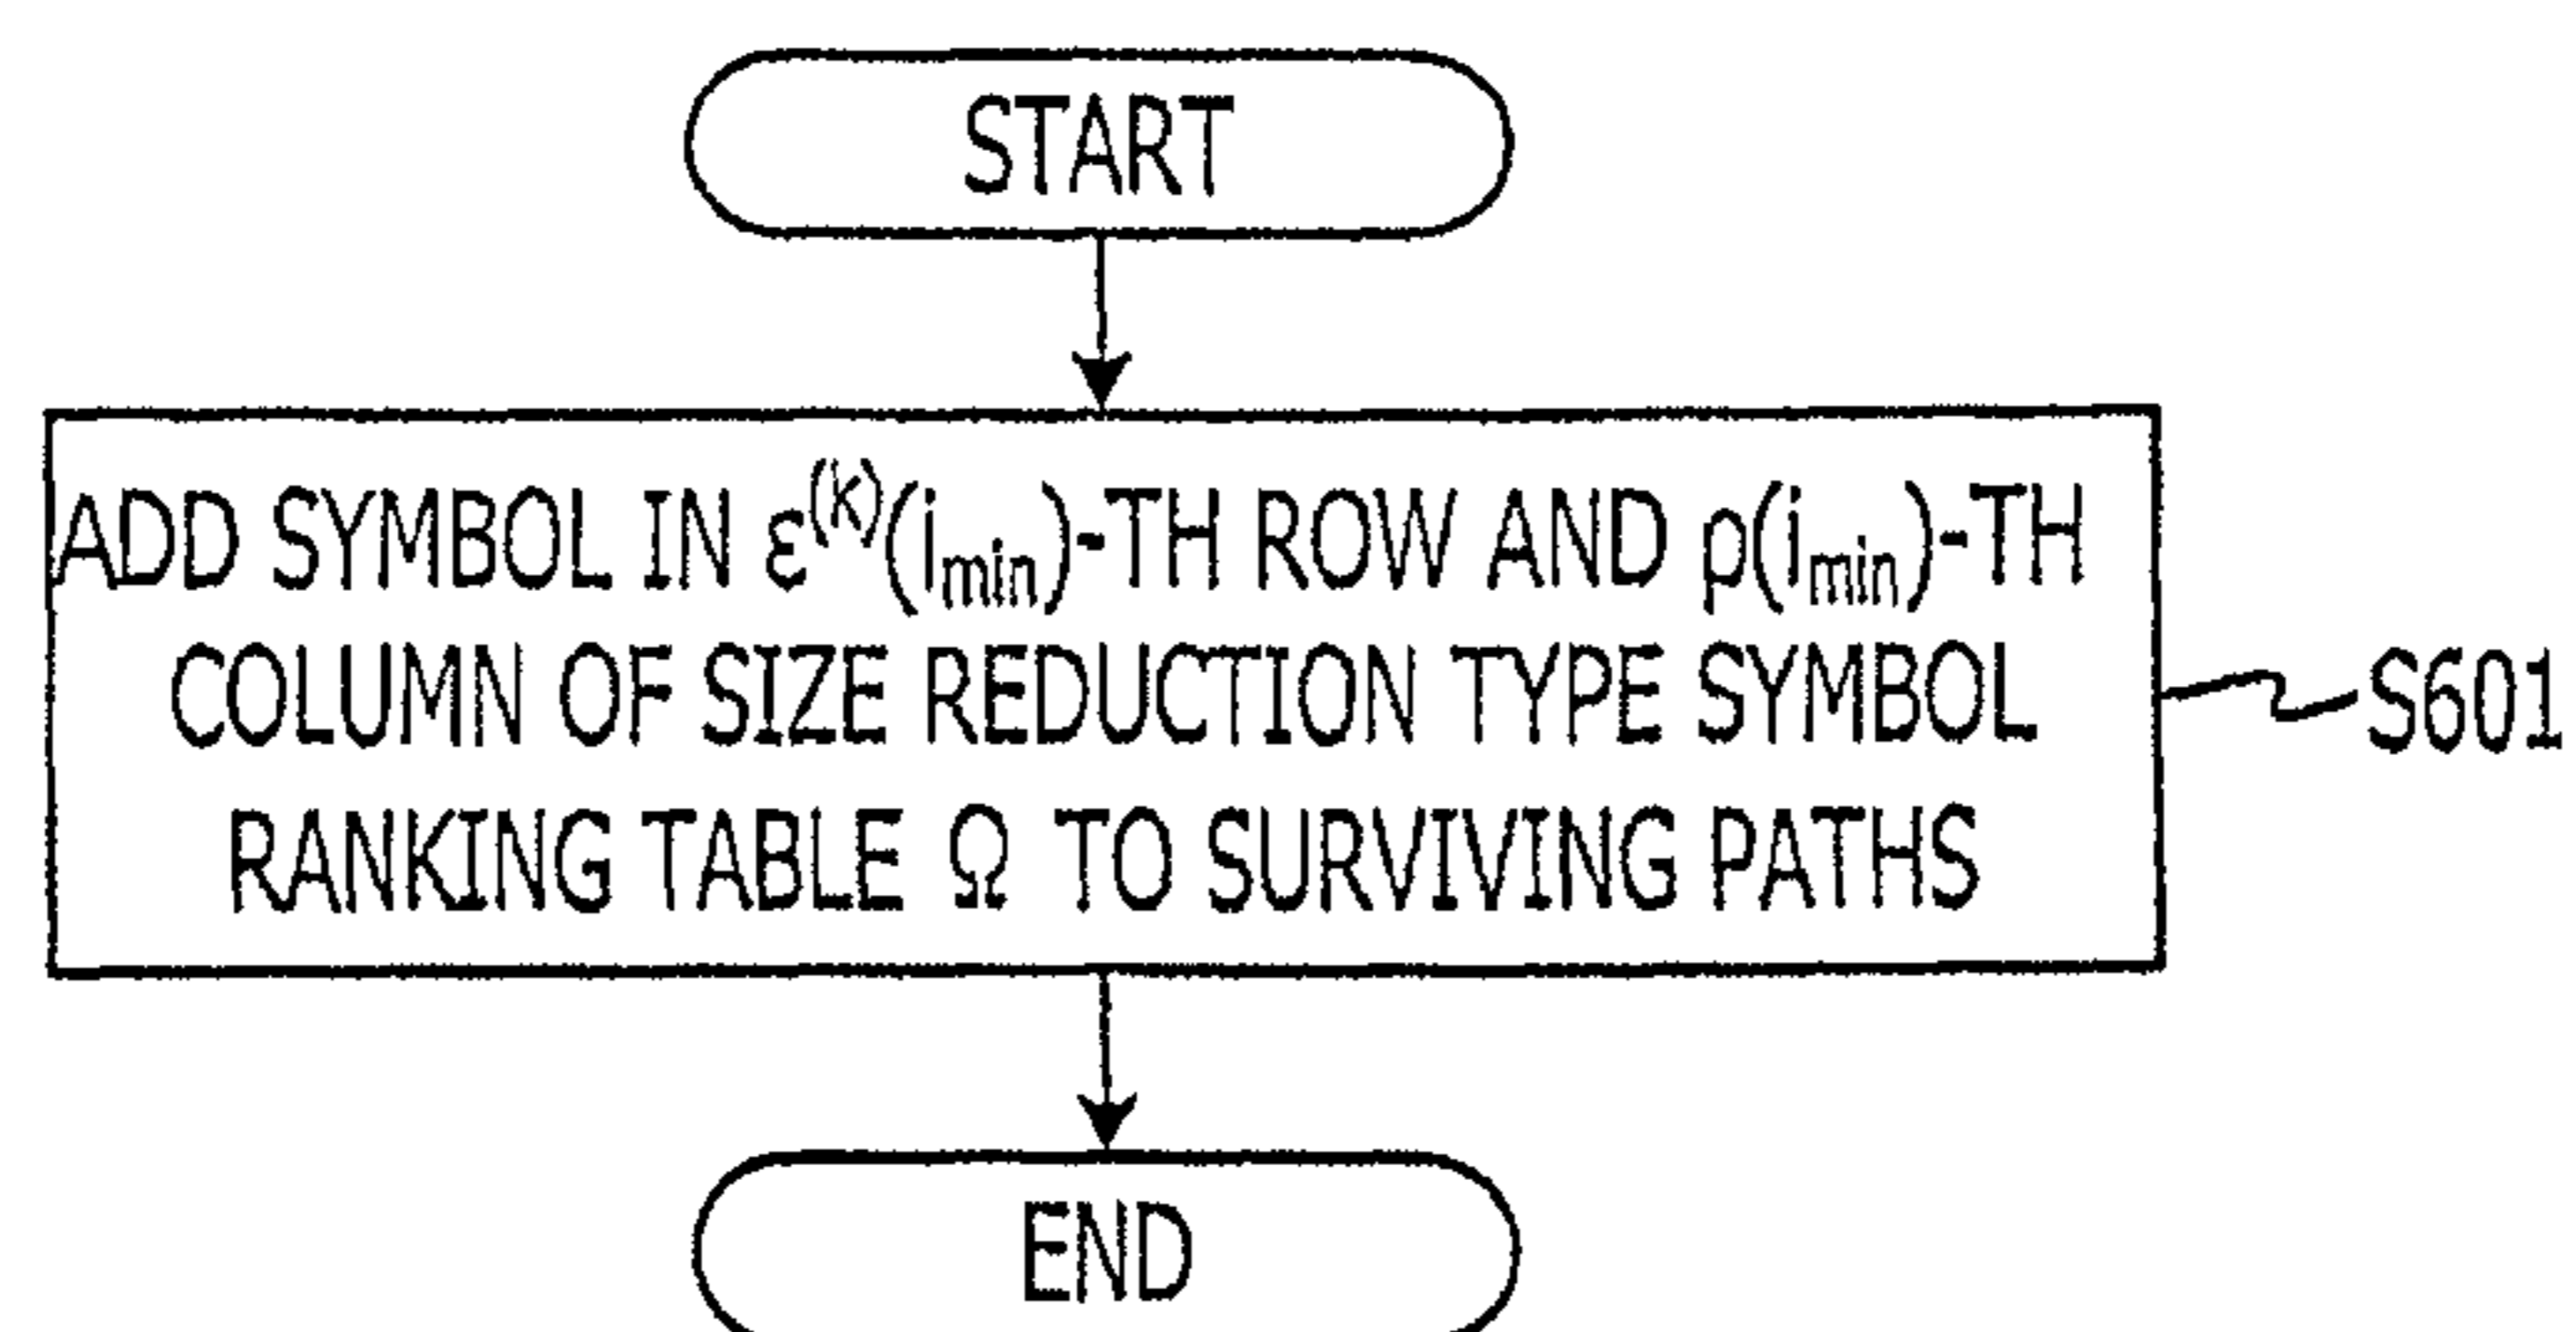 START
ADD SYMBOL IN ε^(k)(i_min)-TH ROW AND ρ(i_min)-TH
COLUMN OF SIZE REDUCTION TYPE SYMBOL
RANKING TABLE Ω TO SURVIVING PATHS
S601
END